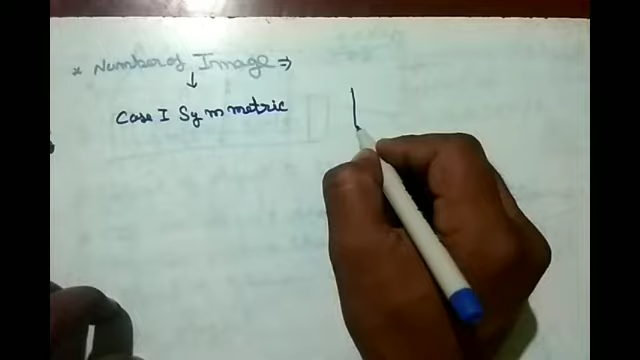 * Number of Image ⇒
↓
Case I Symmetric